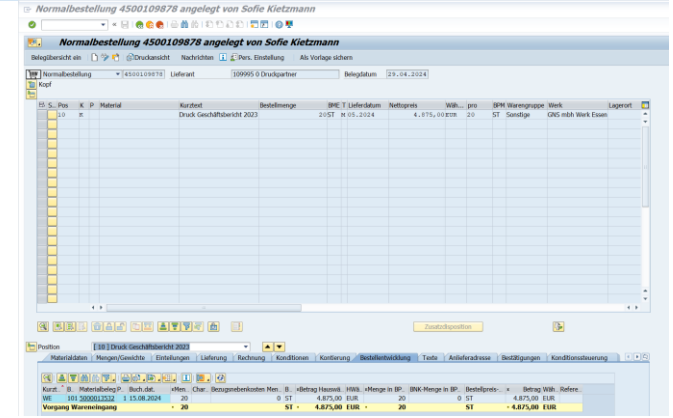 Normalbestellung 4500109878 angelegt von Sofie Kietzmann
Normalbestellung 4500109878 angelegt von Sofie Kietzmann
Belegübersicht ein Druckansicht Nachrichten Pers. Einstellung Als Vorlage sichern
Normalbestellung 4500109878 Lieferant 109995 0 Druckpartner Belegdatum 29.04.2024
Kopf
S.. Pos K P Material Kurztext Bestellmenge BME T Lieferdatum Nettopreis Wäh... pro BPM Warengruppe Werk Lagerort
10 K Druck Geschäftsbericht 2023 20 ST M 05.2024 4.875,00 EUR 20 ST Sonstige GNS mbh Werk Essen
Zusatzdisposition
Position [ 10 ] Druck Geschäftsbericht 2023
Materialdaten Mengen/Gewichte Einteilungen Lieferung Rechnung Konditionen Kontierung Bestellentwicklung Texte Anlieferadresse Bestätigungen Konditionssteuerung
Kurzt.. B. Materialbeleg P.. Buch.dat. Men.. Char.. Bezugsnebenkosten Men.. B.. Betrag Hauswä.. HWä.. Menge in BP.. BNK-Menge in BP.. Bestellpreis-.. Betrag Wäh.. Refere..
WE 101 5000013532 1 15.08.2024 20 0 ST 4.875,00 EUR 20 0 ST 4.875,00 EUR
Vorgang Wareneingang 20 ST 4.875,00 EUR 20 ST 4.875,00 EUR